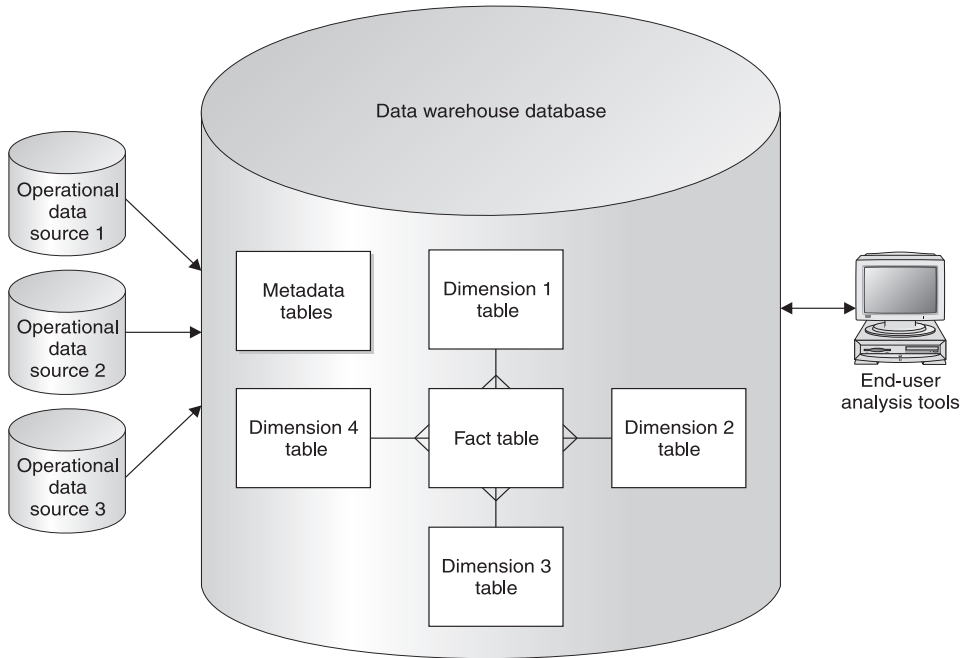 Data warehouse database
Operational
data
source 1
Operational
data
source 2
Operational
data
source 3
Metadata
tables
Dimension 1
table
Dimension 4
table
Fact table
Dimension 2
table
Dimension 3
table
End-user
analysis tools